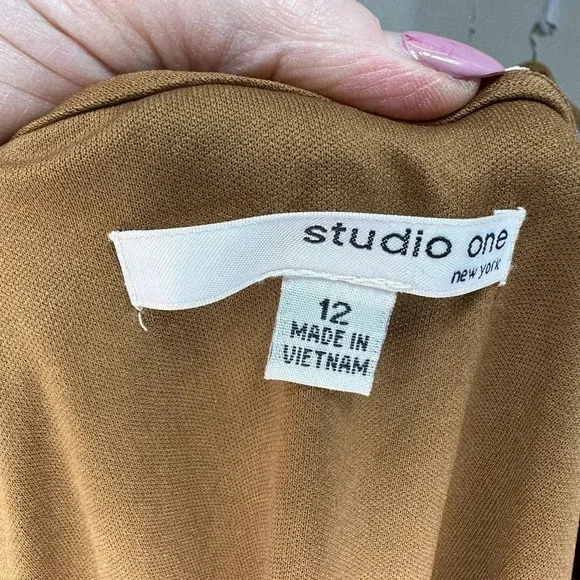 studio one
new york
12
MADE IN
VIETNAM